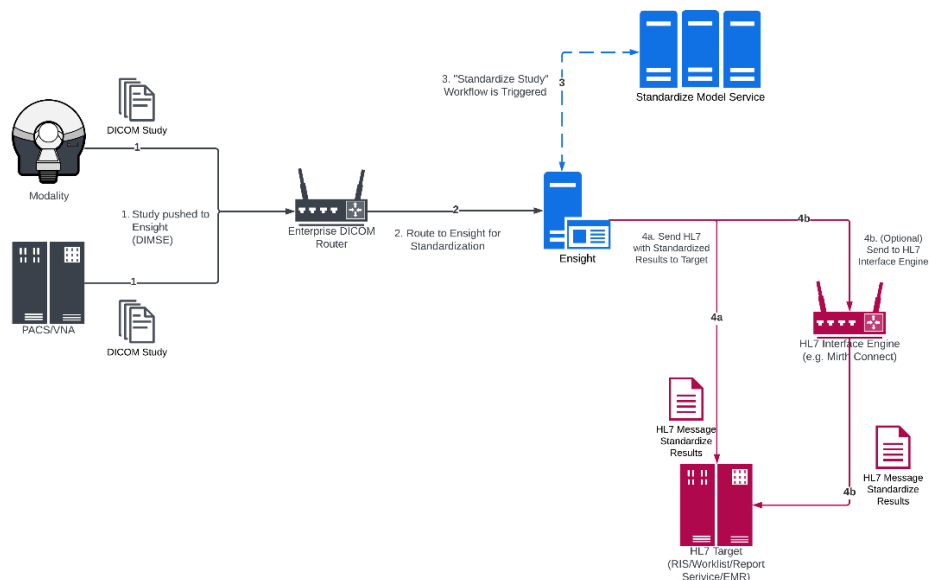 3. "Standardize Study"
Workflow is Triggered
3
Standardize Model Service
DICOM Study
1
Modality
1. Study pushed to
Ensight
(DIMSE)
Enterprise DICOM
Router
2
2. Route to Ensight for
Standardization
Ensight
4a. Send HL7
with Standardized
Results to Target
4b
4b. (Optional)
Send to HL7
Interface Engine
1
PACS/VNA
DICOM Study
4a
HL7 Interface Engine
(e.g. Mirth Connect)
HL7 Message
Standardize
Results
HL7 Message
Standardize
Results
4b
HL7 Target
(RIS/Worklist/Report
Serivice/EMR)